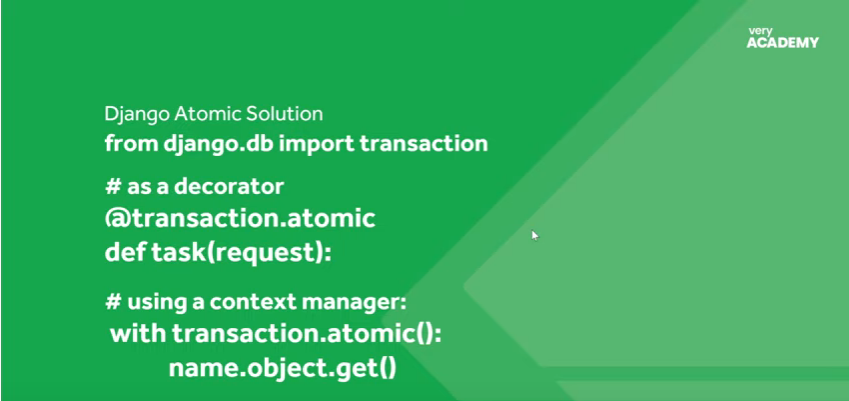 very
ACADEMY
Django Atomic Solution
from django.db import transaction
# as a decorator
@transaction.atomic
def task(request):
# using a context manager:
with transaction.atomic():
name.object.get()